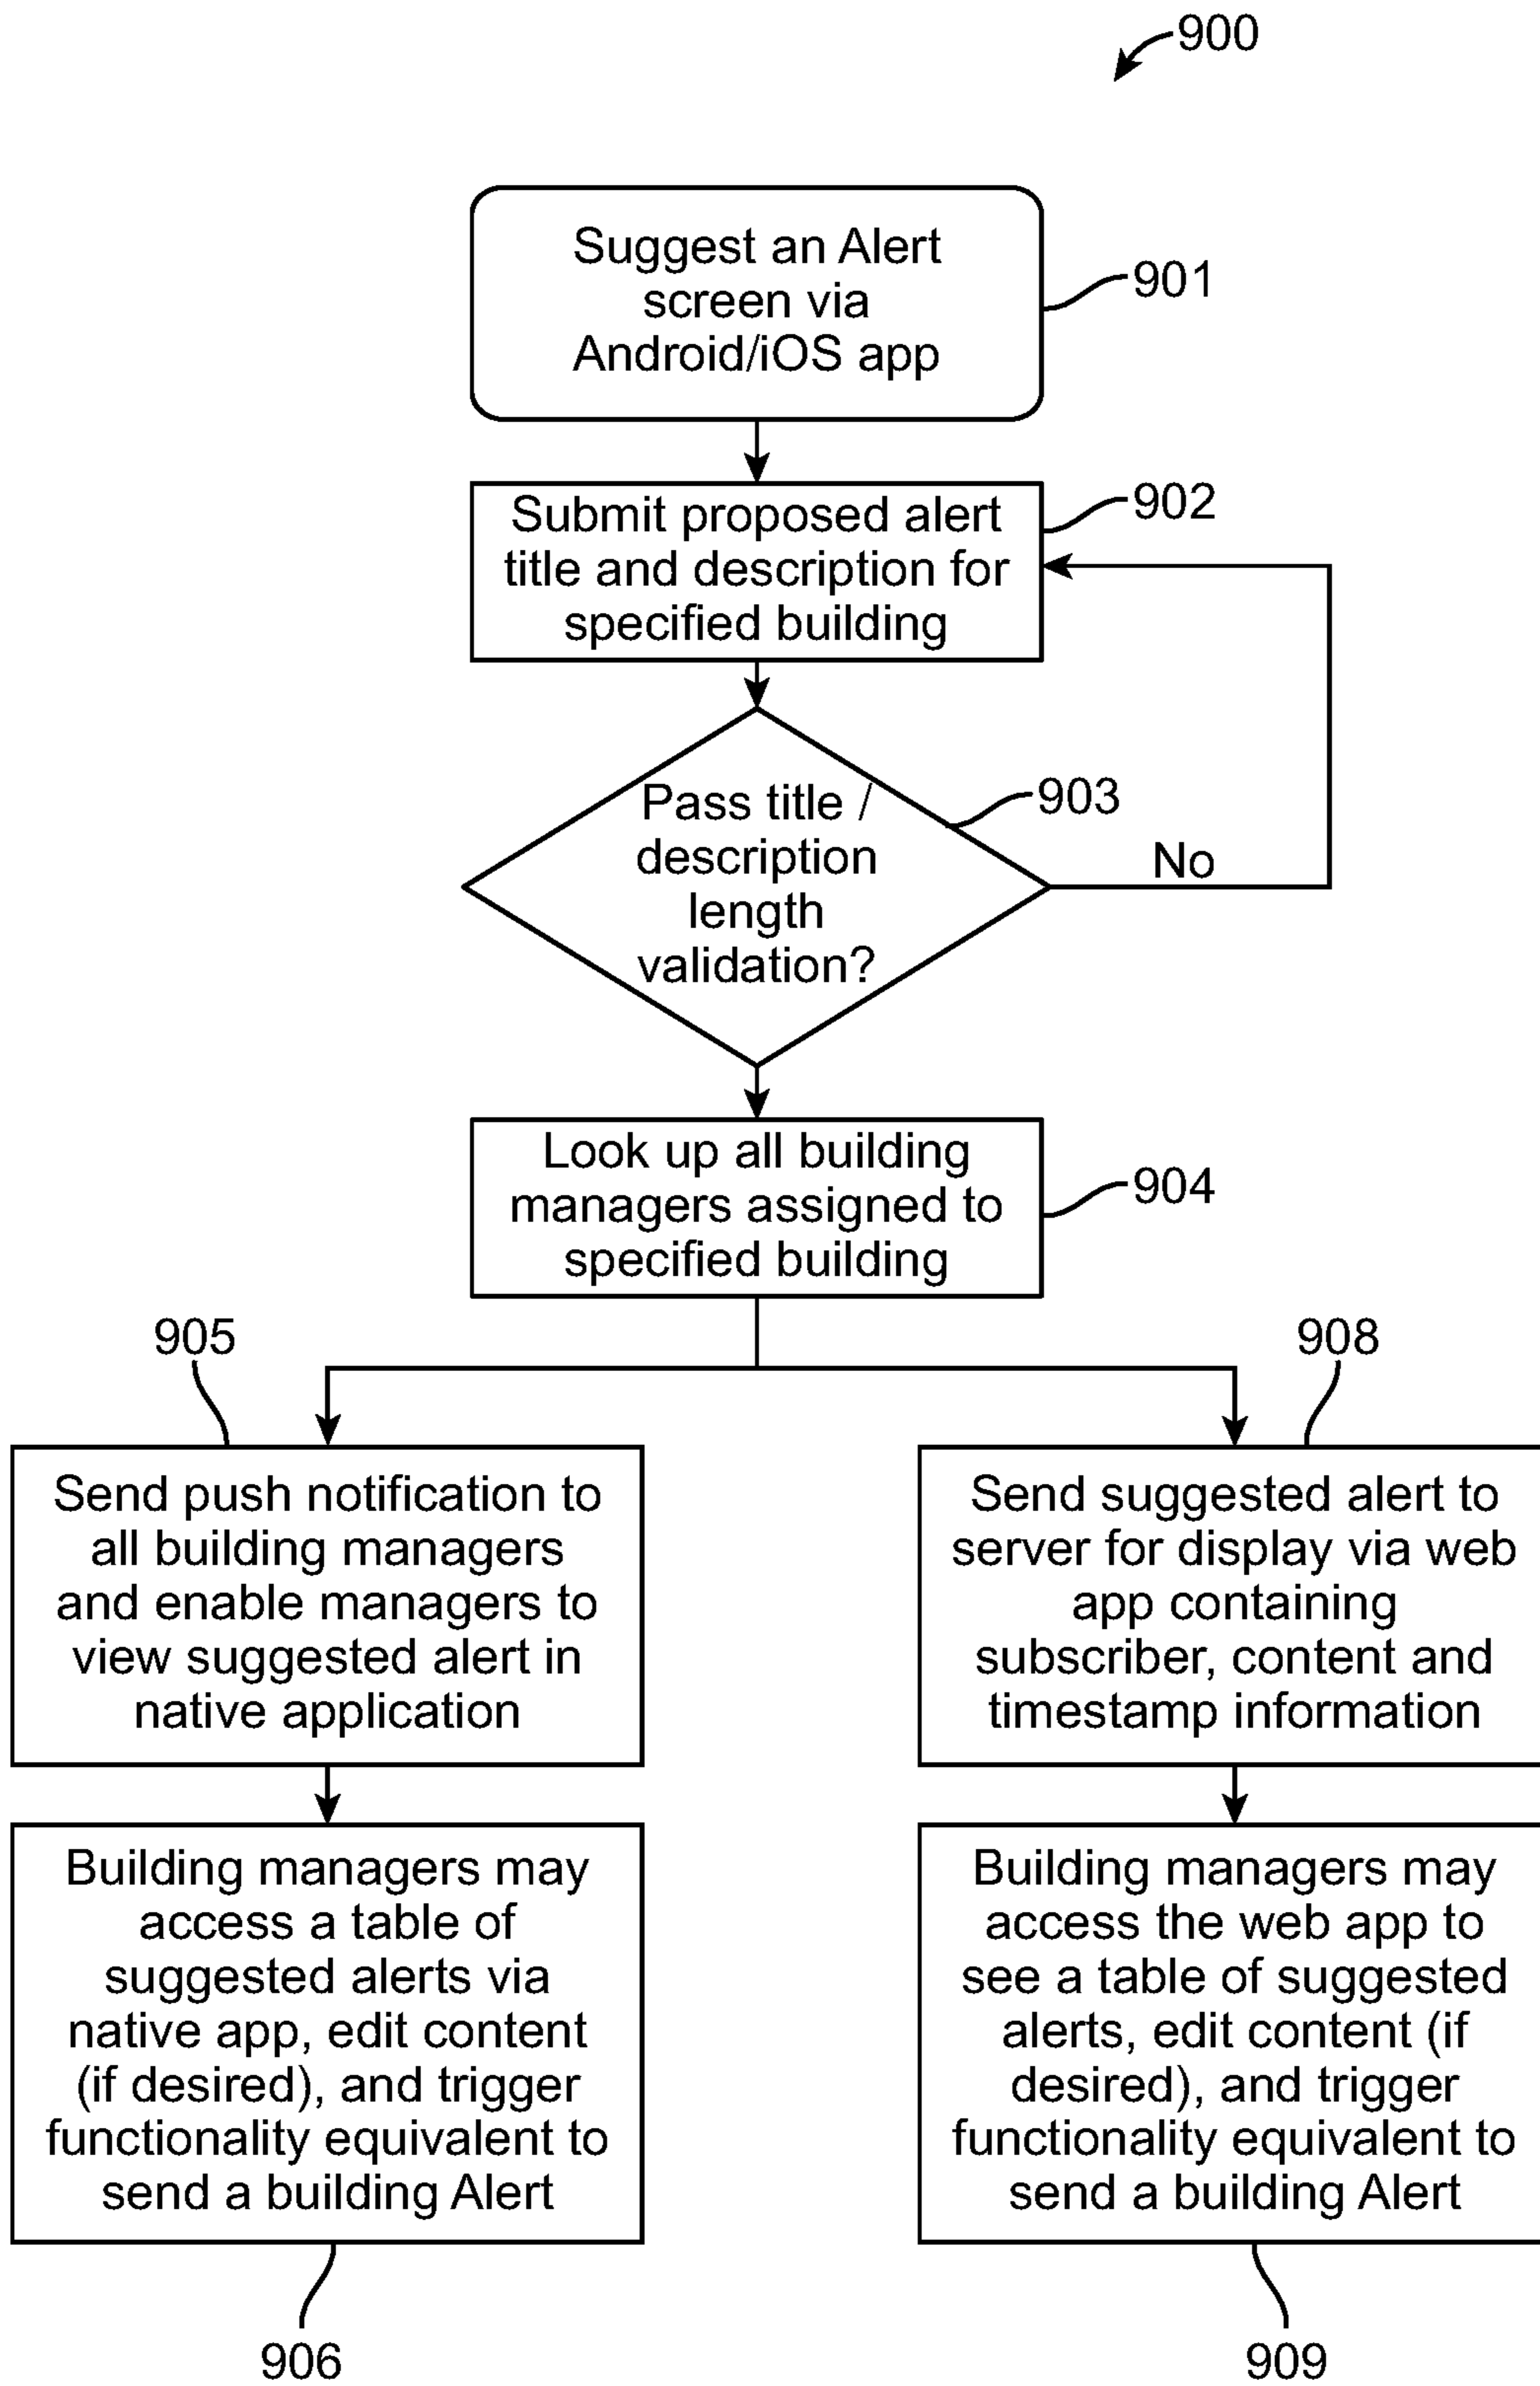 900
Suggest an Alert
screen via
Android/iOS app
901
Submit proposed alert
title and description for
specified building
902
Pass title /
description
length
validation?
903
No
Look up all building
managers assigned to
specified building
904
905
Send push notification to
all building managers
and enable managers to
view suggested alert in
native application
908
Send suggested alert to
server for display via web
app containing
subscriber, content and
timestamp information
Building managers may
access a table of
suggested alerts via
native app, edit content
(if desired), and trigger
functionality equivalent to
send a building Alert
906
Building managers may
access the web app to
see a table of suggested
alerts, edit content (if
desired), and trigger
functionality equivalent to
send a building Alert
909